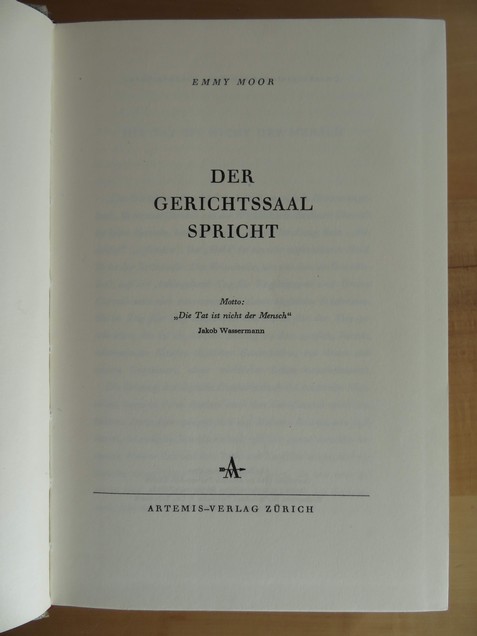 EMMY MOOR
DER
GERICHTSSAAL
SPRICHT
Motto:
„Die Tat ist nicht der Mensch“
Jakob Wassermann
A
ARTEMIS-VERLAG ZÜRICH